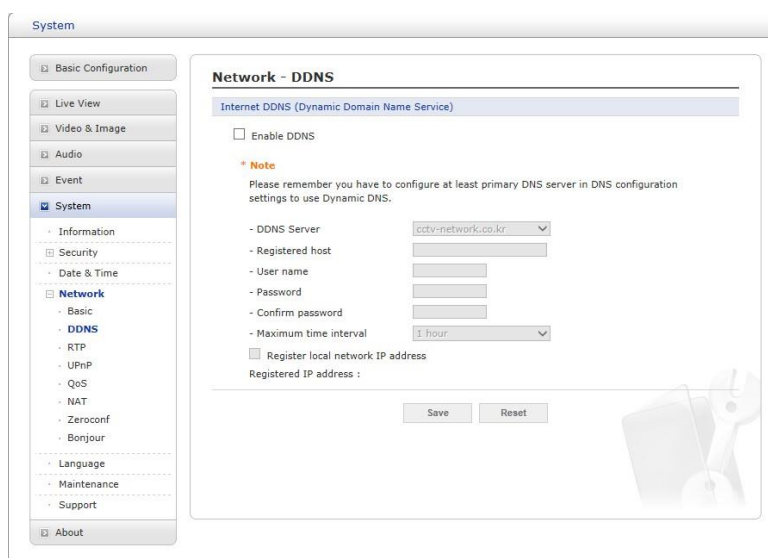 System
Basic Configuration
Live View
Video & Image
Audio
Event
System
Information
Security
Date & Time
Network
Basic
DDNS
RTP
UPnP
QoS
NAT
Zeroconf
Bonjour
Language
Maintenance
Support
About
Network - DDNS
Internet DDNS (Dynamic Domain Name Service)
Enable DDNS
* Note
Please remember you have to configure at least primary DNS server in DNS configuration
settings to use Dynamic DNS.
- DDNS Server cctv-network.co.kr
- Registered host
- User name
- Password
- Confirm password
- Maximum time interval 1 hour
Register local network IP address
Registered IP address :
Save Reset